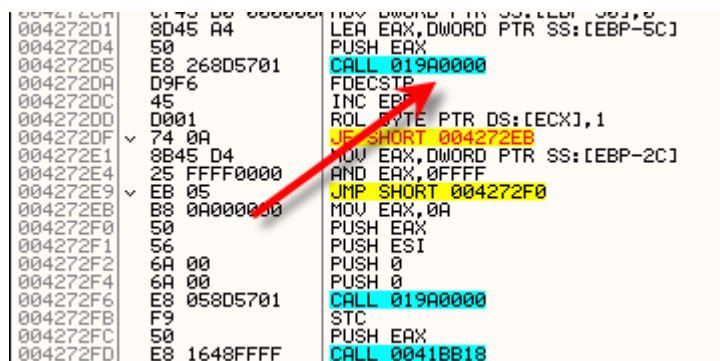 004272D1 8D45 A4 LEA EAX,DWORD PTR SS:[EBP-5C]
004272D4 50 PUSH EAX
004272D5 E8 268D5701 CALL 019A0000
004272DA D9F6 FDECSTP
004272DC 45 INC EBP
004272DD D001 ROL BYTE PTR DS:[ECX],1
004272DF 74 0A JE SHORT 004272EB
004272E1 8B45 D4 MOV EAX,DWORD PTR SS:[EBP-2C]
004272E4 25 FFFF0000 AND EAX,0FFFF
004272E9 EB 05 JMP SHORT 004272F0
004272EB B8 0A000000 MOV EAX,0A
004272F0 50 PUSH EAX
004272F1 56 PUSH ESI
004272F2 6A 00 PUSH 0
004272F4 6A 00 PUSH 0
004272F6 E8 058D5701 CALL 019A0000
004272FB F9 STC
004272FC 50 PUSH EAX
004272FD E8 1648FFFF CALL 0041BB18